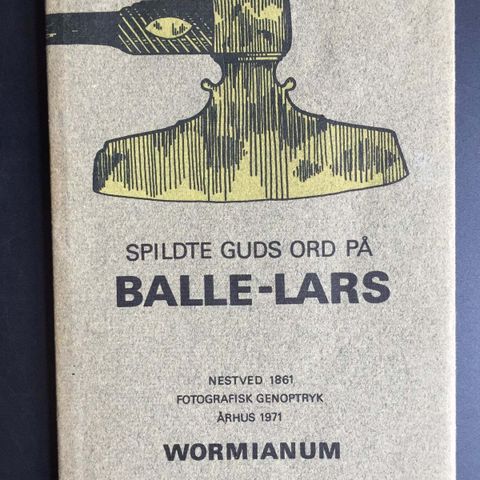 SPILDTE GUDS ORD PÅ
BALLE-LARS
NESTVED 1861
FOTOGRAFISK GENOPTRYK
ÅRHUS 1971
WORMIANUM